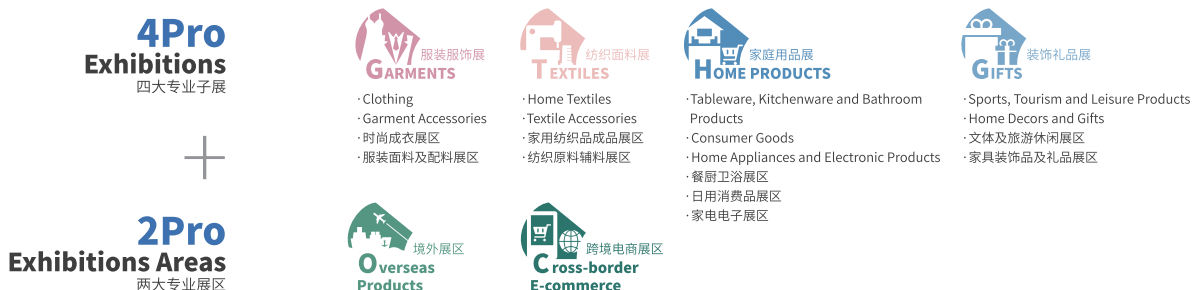 4Pro
Exhibitions
四大专业子展
服装服饰展
GARMENTS
· Clothing
· Garment Accessories
· 时尚成衣展区
· 服装面料及配料展区
纺织面料展
TEXTILES
· Home Textiles
· Textile Accessories
· 家用纺织品成品展区
· 纺织原料辅料展区
家庭用品展
HOME PRODUCTS
· Tableware, Kitchenware and Bathroom
Products
· Consumer Goods
· Home Appliances and Electronic Products
· 餐厨卫浴展区
· 日用消费品展区
· 家电电子展区
装饰礼品展
GIFTS
· Sports, Tourism and Leisure Products
· Home Decors and Gifts
· 文体及旅游休闲展区
· 家具装饰品及礼品展区
2Pro
Exhibitions Areas
两大专业展区
境外展区
Overseas
Products
跨境电商展区
Cross-border
E-commerce